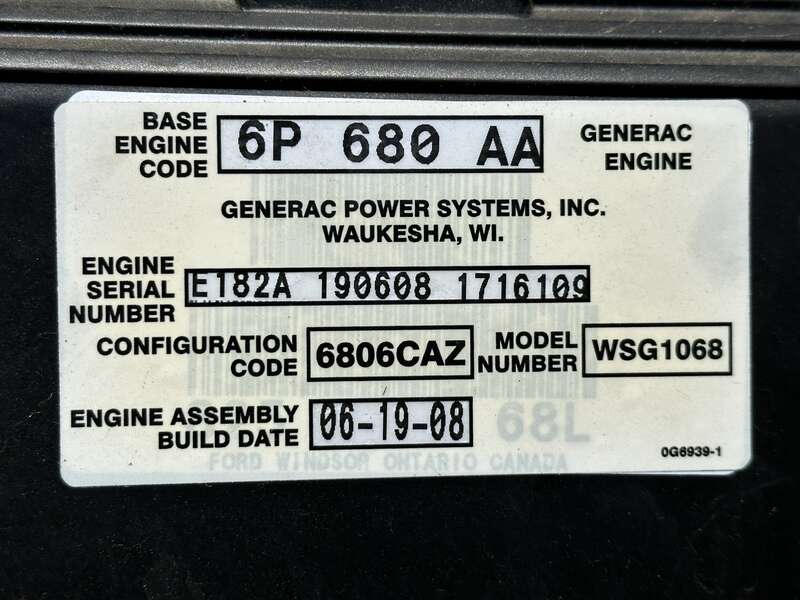 BASE ENGINE CODE 6P 680 AA
GENERAC ENGINE
GENERAC POWER SYSTEMS, INC.
WAUKESHA, WI.
ENGINE SERIAL NUMBER E182A 190608 1716109
CONFIGURATION CODE 6806CAZ
MODEL NUMBER WSG1068
ENGINE ASSEMBLY BUILD DATE 06-19-08
68L
0G6939-1
FORD WINDSOR ONTARIO CANADA